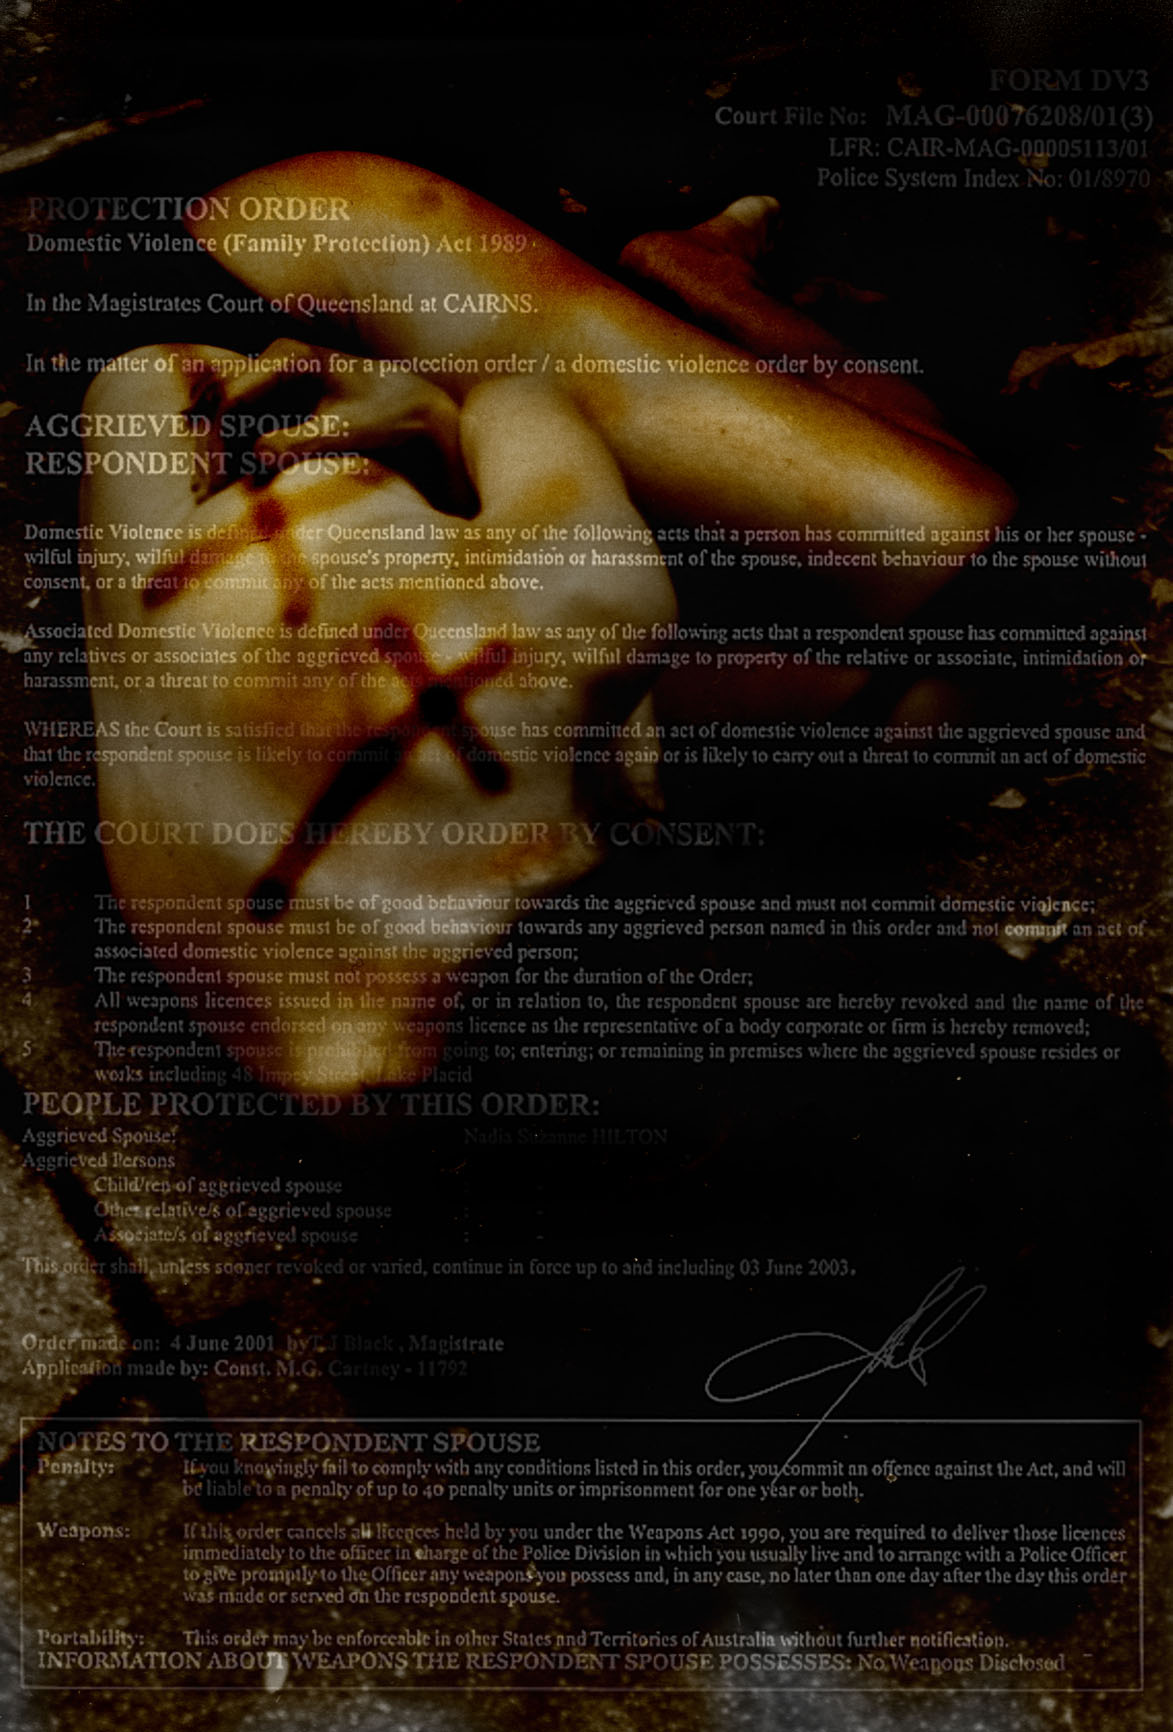 FORM DV3
Court File No: MAG-00076208/01(3)
LFR: CAIR-MAG-00005113/01
Police System Index No: 01/8970
PROTECTION ORDER
Domestic Violence (Family Protection) Act 1989
In the Magistrates Court of Queensland at CAIRNS.
In the matter of an application for a protection order / a domestic violence order by consent.
AGGRIEVED SPOUSE:
RESPONDENT SPOUSE:
Domestic Violence is defined under Queensland law as any of the following acts that a person has committed against his or her spouse -
wilful injury, wilful damage to the spouse's property, intimidation or harassment of the spouse, indecent behaviour to the spouse without
consent, or a threat to commit any of the acts mentioned above.
Associated Domestic Violence is defined under Queensland law as any of the following acts that a respondent spouse has committed against
any relatives or associates of the aggrieved spouse - wilful injury, wilful damage to property of the relative or associate, intimidation or
harassment, or a threat to commit any of the acts mentioned above.
WHEREAS the Court is satisfied that the respondent spouse has committed an act of domestic violence against the aggrieved spouse and
that the respondent spouse is likely to commit an act of domestic violence again or is likely to carry out a threat to commit an act of domestic
violence.
THE COURT DOES HEREBY ORDER BY CONSENT:
1 The respondent spouse must be of good behaviour towards the aggrieved spouse and must not commit domestic violence;
2 The respondent spouse must be of good behaviour towards any aggrieved person named in this order and not commit an act of
associated domestic violence against the aggrieved person;
3 The respondent spouse must not possess a weapon for the duration of the Order;
4 All weapons licences issued in the name of, or in relation to, the respondent spouse are hereby revoked and the name of the
respondent spouse endorsed on any weapons licence as the representative of a body corporate or firm is hereby removed;
5 The respondent spouse is prohibited from going to; entering; or remaining in premises where the aggrieved spouse resides or
works including 48 Impey Street, Lake Placid
PEOPLE PROTECTED BY THIS ORDER:
Aggrieved Spouse: Nadia Suzanne HILTON
Aggrieved Persons
Child/ren of aggrieved spouse : -
Other relative/s of aggrieved spouse : -
Associate/s of aggrieved spouse : -
This order shall, unless sooner revoked or varied, continue in force up to and including 03 June 2003.
Order made on: 4 June 2001 by T J Black , Magistrate
Application made by: Const. M.G. Cartney - 11792
NOTES TO THE RESPONDENT SPOUSE
Penalty: If you knowingly fail to comply with any conditions listed in this order, you commit an offence against the Act, and will
be liable to a penalty of up to 40 penalty units or imprisonment for one year or both.
Weapons: If this order cancels all licences held by you under the Weapons Act 1990, you are required to deliver those licences
immediately to the officer in charge of the Police Division in which you usually live and to arrange with a Police Officer
to give promptly to the Officer any weapons you possess and, in any case, no later than one day after the day this order
was made or served on the respondent spouse.
Portability: This order may be enforceable in other States and Territories of Australia without further notification.
INFORMATION ABOUT WEAPONS THE RESPONDENT SPOUSE POSSESSES: No Weapons Disclosed